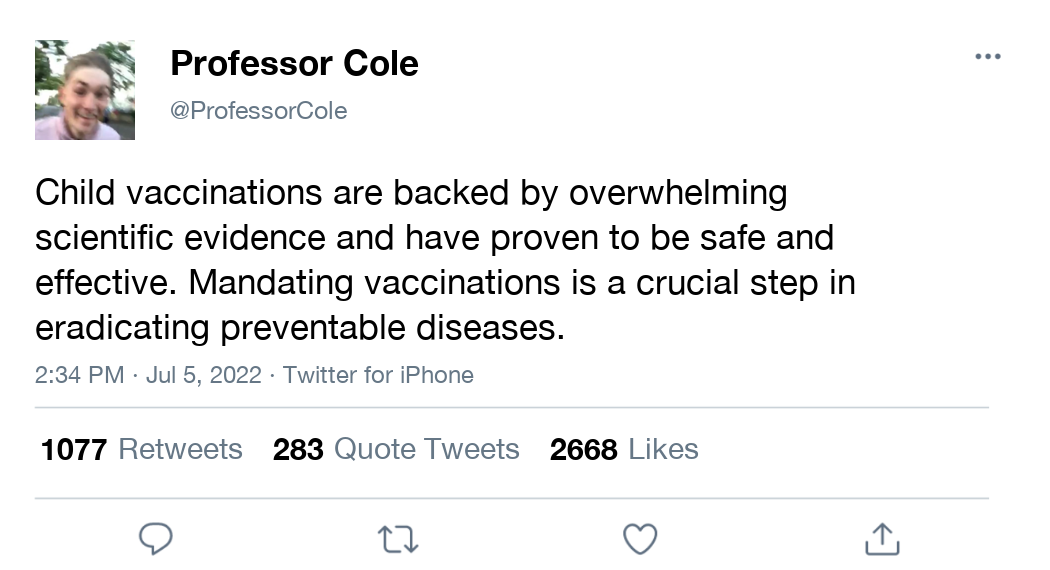 Professor Cole
@ProfessorCole
Child vaccinations are backed by overwhelming
scientific evidence and have proven to be safe and
effective. Mandating vaccinations is a crucial step in
eradicating preventable diseases.
2:34 PM · Jul 5, 2022 · Twitter for iPhone
1077 Retweets 283 Quote Tweets 2668 Likes